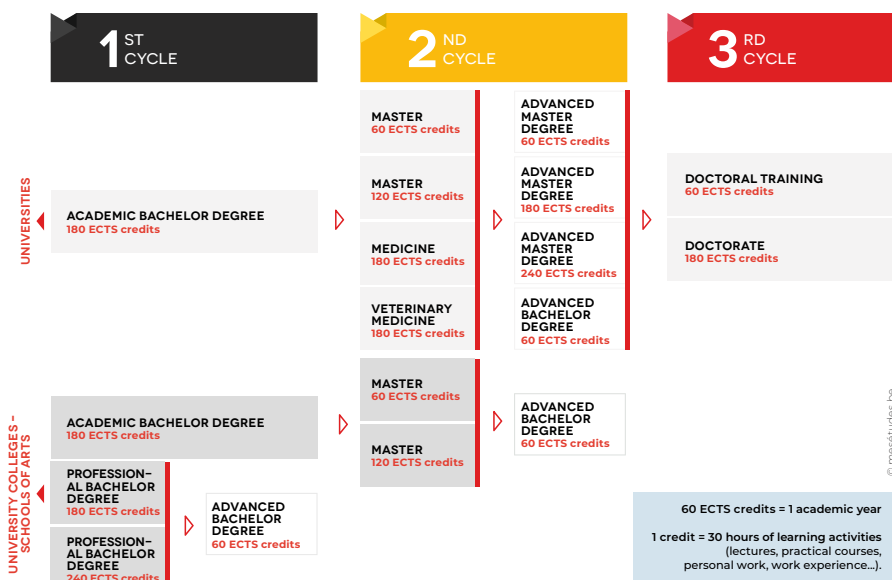 1 ST
CYCLE
2 ND
CYCLE
3 RD
CYCLE
UNIVERSITIES
ACADEMIC BACHELOR DEGREE
180 ECTS credits
MASTER
60 ECTS credits
MASTER
120 ECTS credits
MEDICINE
180 ECTS credits
VETERINARY
MEDICINE
180 ECTS credits
ADVANCED
MASTER
DEGREE
60 ECTS credits
ADVANCED
MASTER
DEGREE
180 ECTS credits
ADVANCED
MASTER
DEGREE
240 ECTS credits
ADVANCED
BACHELOR
DEGREE
60 ECTS credits
DOCTORAL TRAINING
60 ECTS credits
DOCTORATE
180 ECTS credits
UNIVERSITY COLLEGES –
SCHOOLS OF ARTS
ACADEMIC BACHELOR DEGREE
180 ECTS credits
PROFESSION-
AL BACHELOR
DEGREE
180 ECTS credits
PROFESSION-
AL BACHELOR
DEGREE
240 ECTS credits
ADVANCED
BACHELOR
DEGREE
60 ECTS credits
MASTER
60 ECTS credits
MASTER
120 ECTS credits
ADVANCED
BACHELOR
DEGREE
60 ECTS credits
© mesétudes.be
60 ECTS credits = 1 academic year
1 credit = 30 hours of learning activities
(lectures, practical courses,
personal work, work experience...).